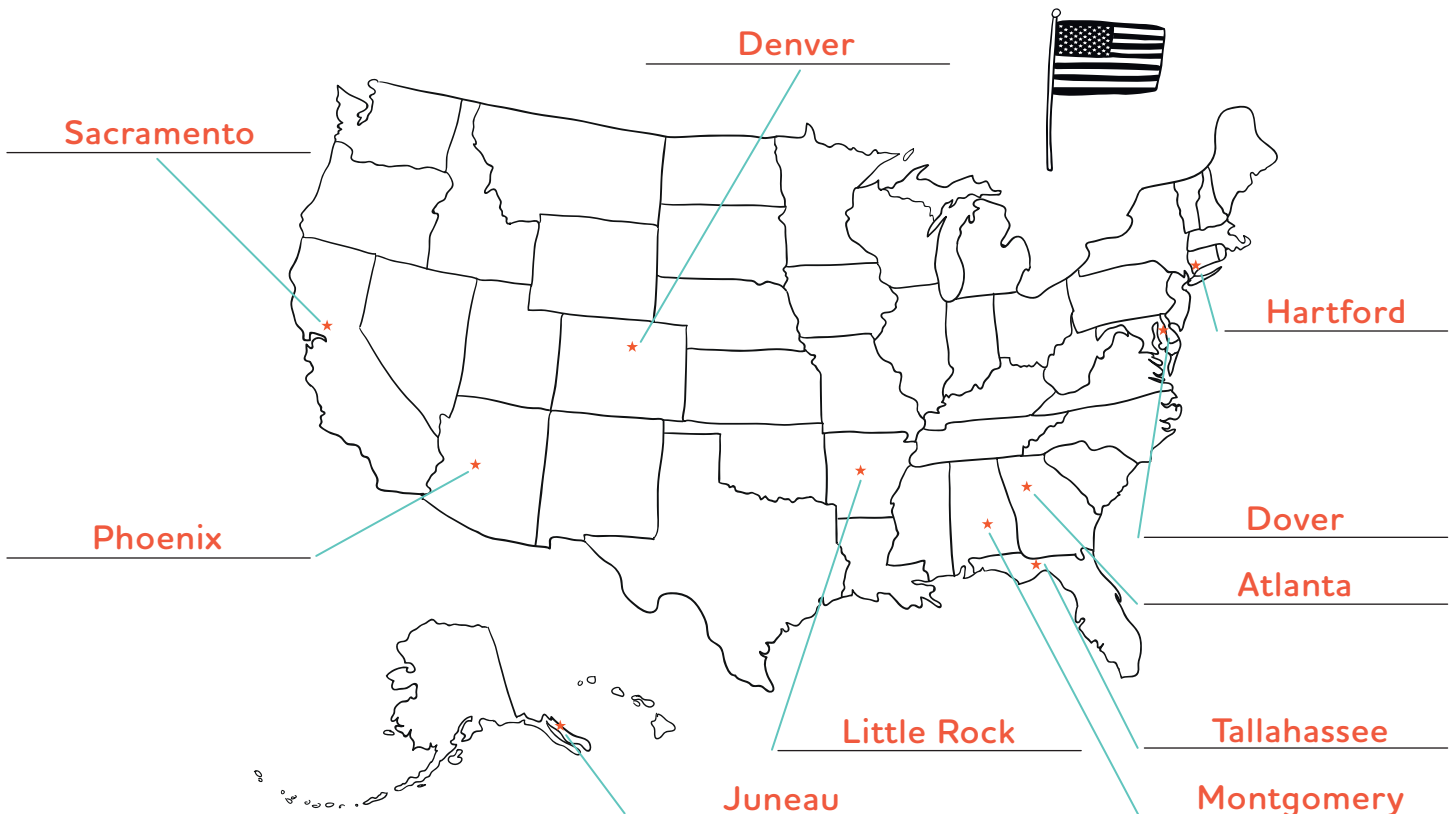 Denver
Sacramento
Hartford
Phoenix
Dover
Atlanta
Little Rock
Tallahassee
Juneau
Montgomery